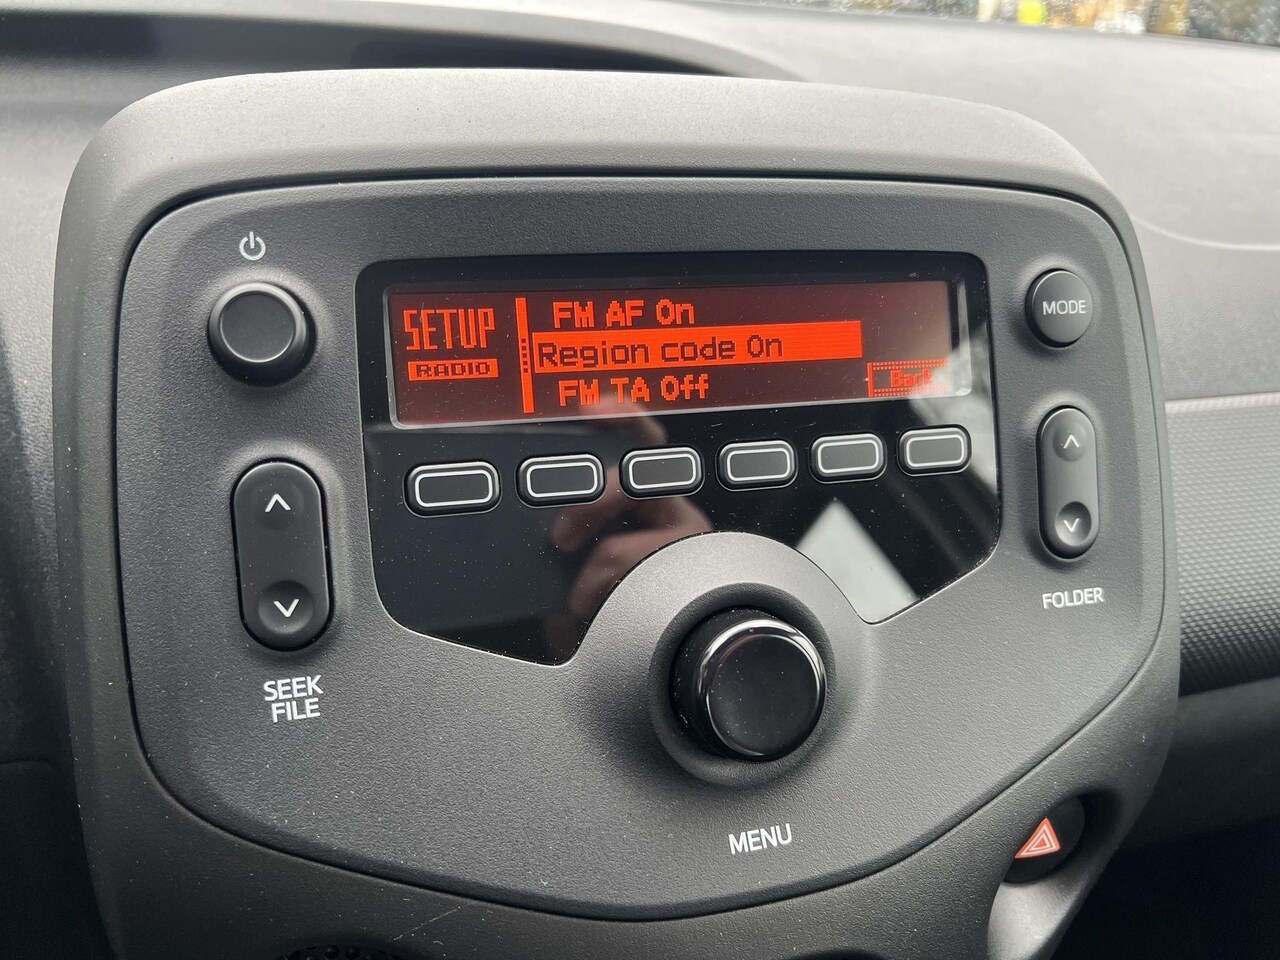 SETUP
RADIO
FM AF On
Region code On
FM TA Off
Back
MODE
FOLDER
SEEK
FILE
MENU